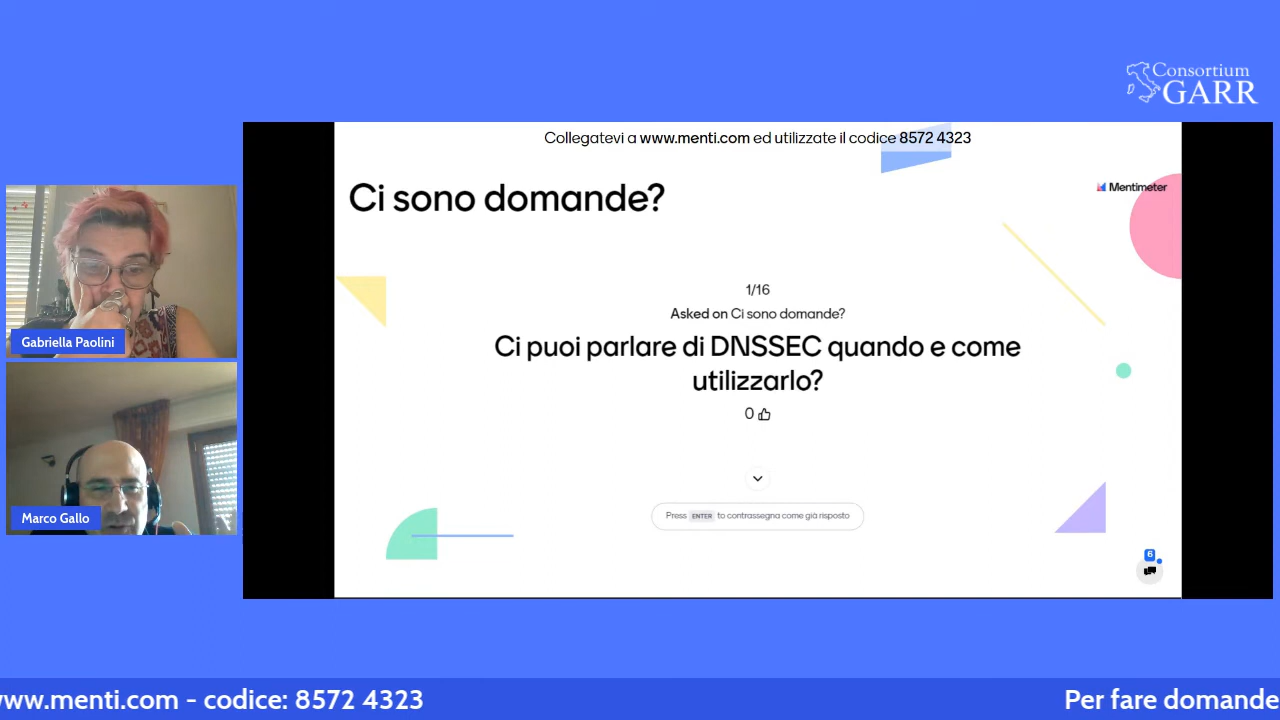 Consortium
GARR
Collegatevi a www.menti.com ed utilizzate il codice 8572 4323
Ci sono domande?
Mentimeter
1/16
Asked on Ci sono domande?
Ci puoi parlare di DNSSEC quando e come
utilizzarlo?
0
Press ENTER to contrassegna come già risposto
6
Gabriella Paolini
Marco Gallo
www.menti.com - codice: 8572 4323
Per fare domande